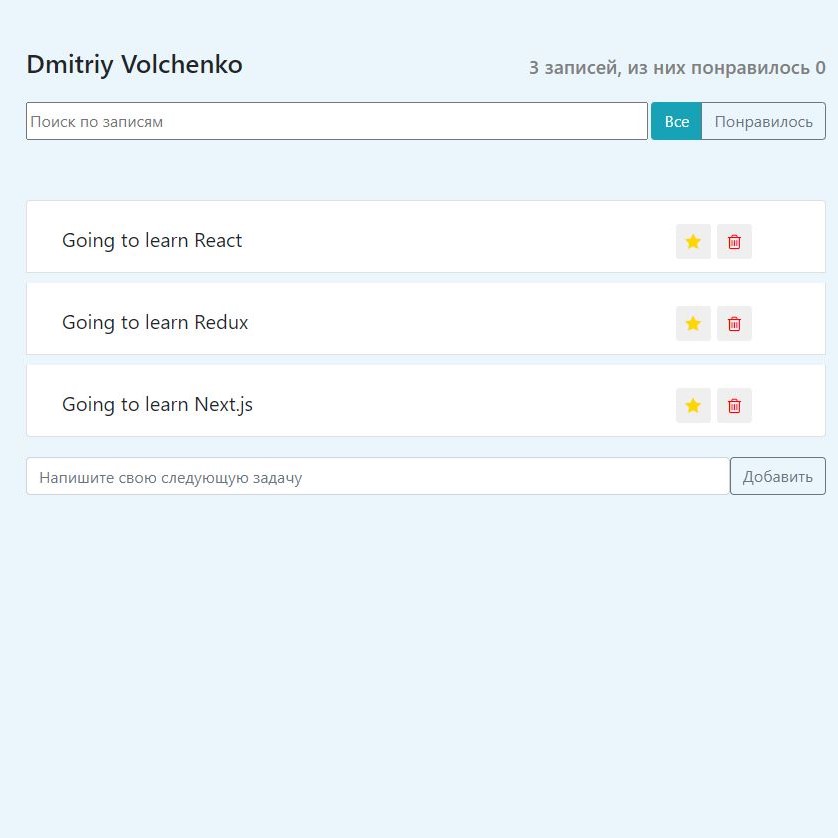 Dmitriy Volchenko
3 записей, из них понравилось 0
Поиск по записям
Все
Понравилось
Going to learn React
Going to learn Redux
Going to learn Next.js
Напишите свою следующую задачу
Добавить